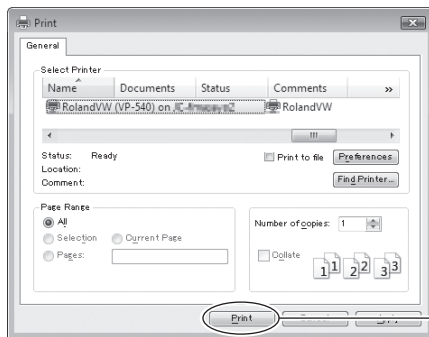 Print
General
Select Printer
Name Documents Status Comments »
RolandVW (VP-540) on RolandVW
Status: Ready
Print to file Preferences
Location:
Comment:
Find Printer...
Page Range
All
Selection Current Page
Pages:
Number of copies: 1
Collate
1 1 2 2 3 3
Print